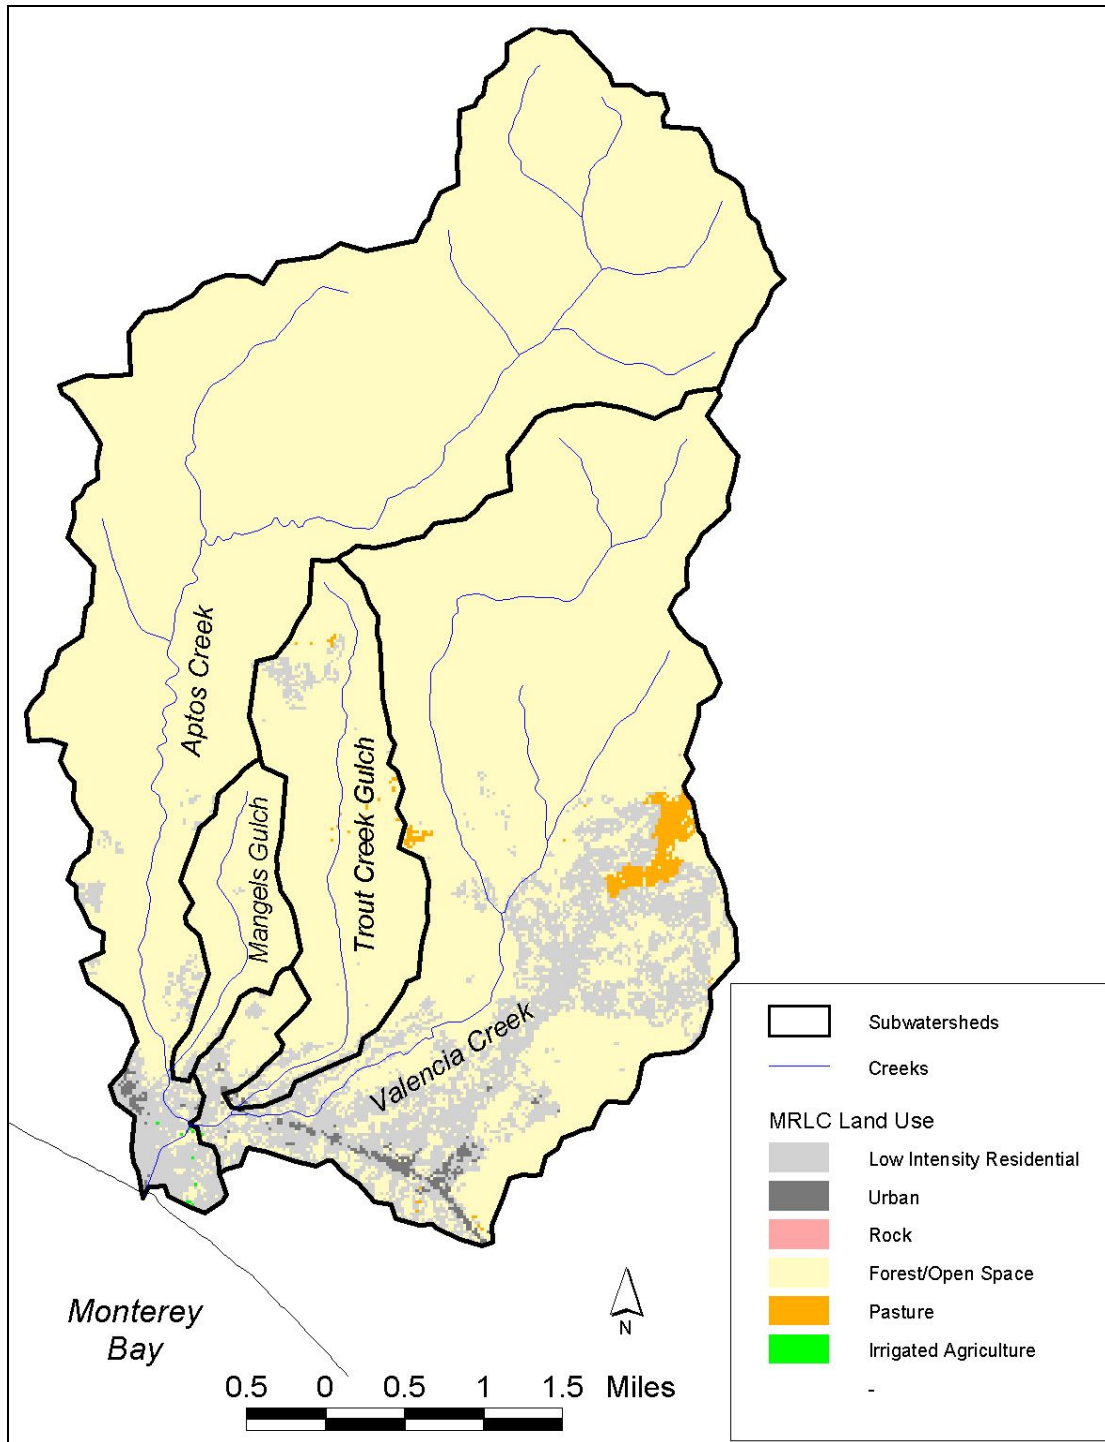 Aptos Creek
Mangels Gulch
Trout Creek Gulch
Valencia Creek
Monterey
Bay
N
0.5 0 0.5 1 1.5 Miles
Subwatersheds
Creeks
MRLC Land Use
Low Intensity Residential
Urban
Rock
Forest/Open Space
Pasture
Irrigated Agriculture
-